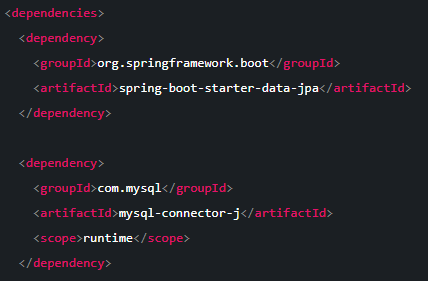 <dependencies>
<dependency>
<groupId>org.springframework.boot</groupId>
<artifactId>spring-boot-starter-data-jpa</artifactId>
</dependency>
<dependency>
<groupId>com.mysql</groupId>
<artifactId>mysql-connector-j</artifactId>
<scope>runtime</scope>
</dependency>